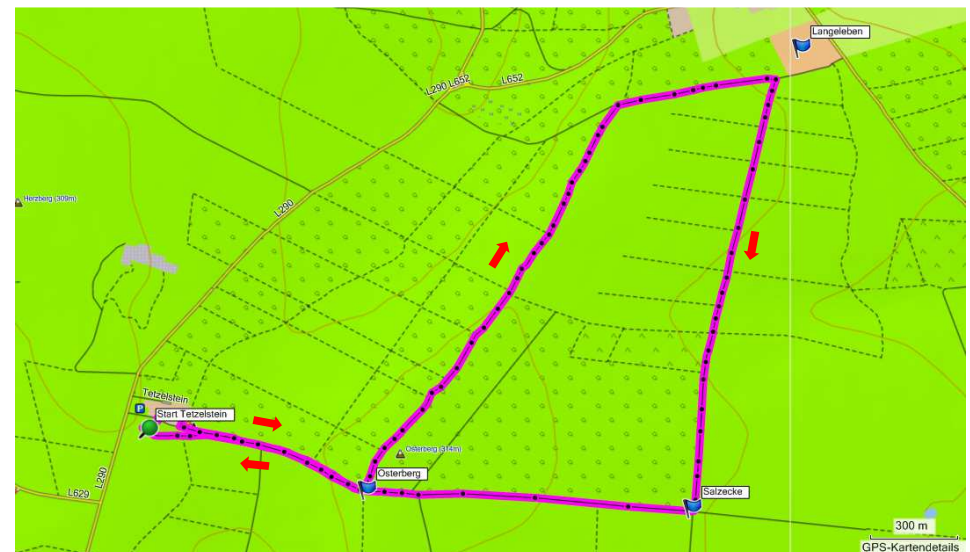 Langeleben
L290 L652
L652
Herzberg (309m)
L290
Tetzelstein
P
Start Tetzelstein
Osterberg (314m)
Osterberg
L290
L629
Salzecke
300 m
GPS-Kartendetails